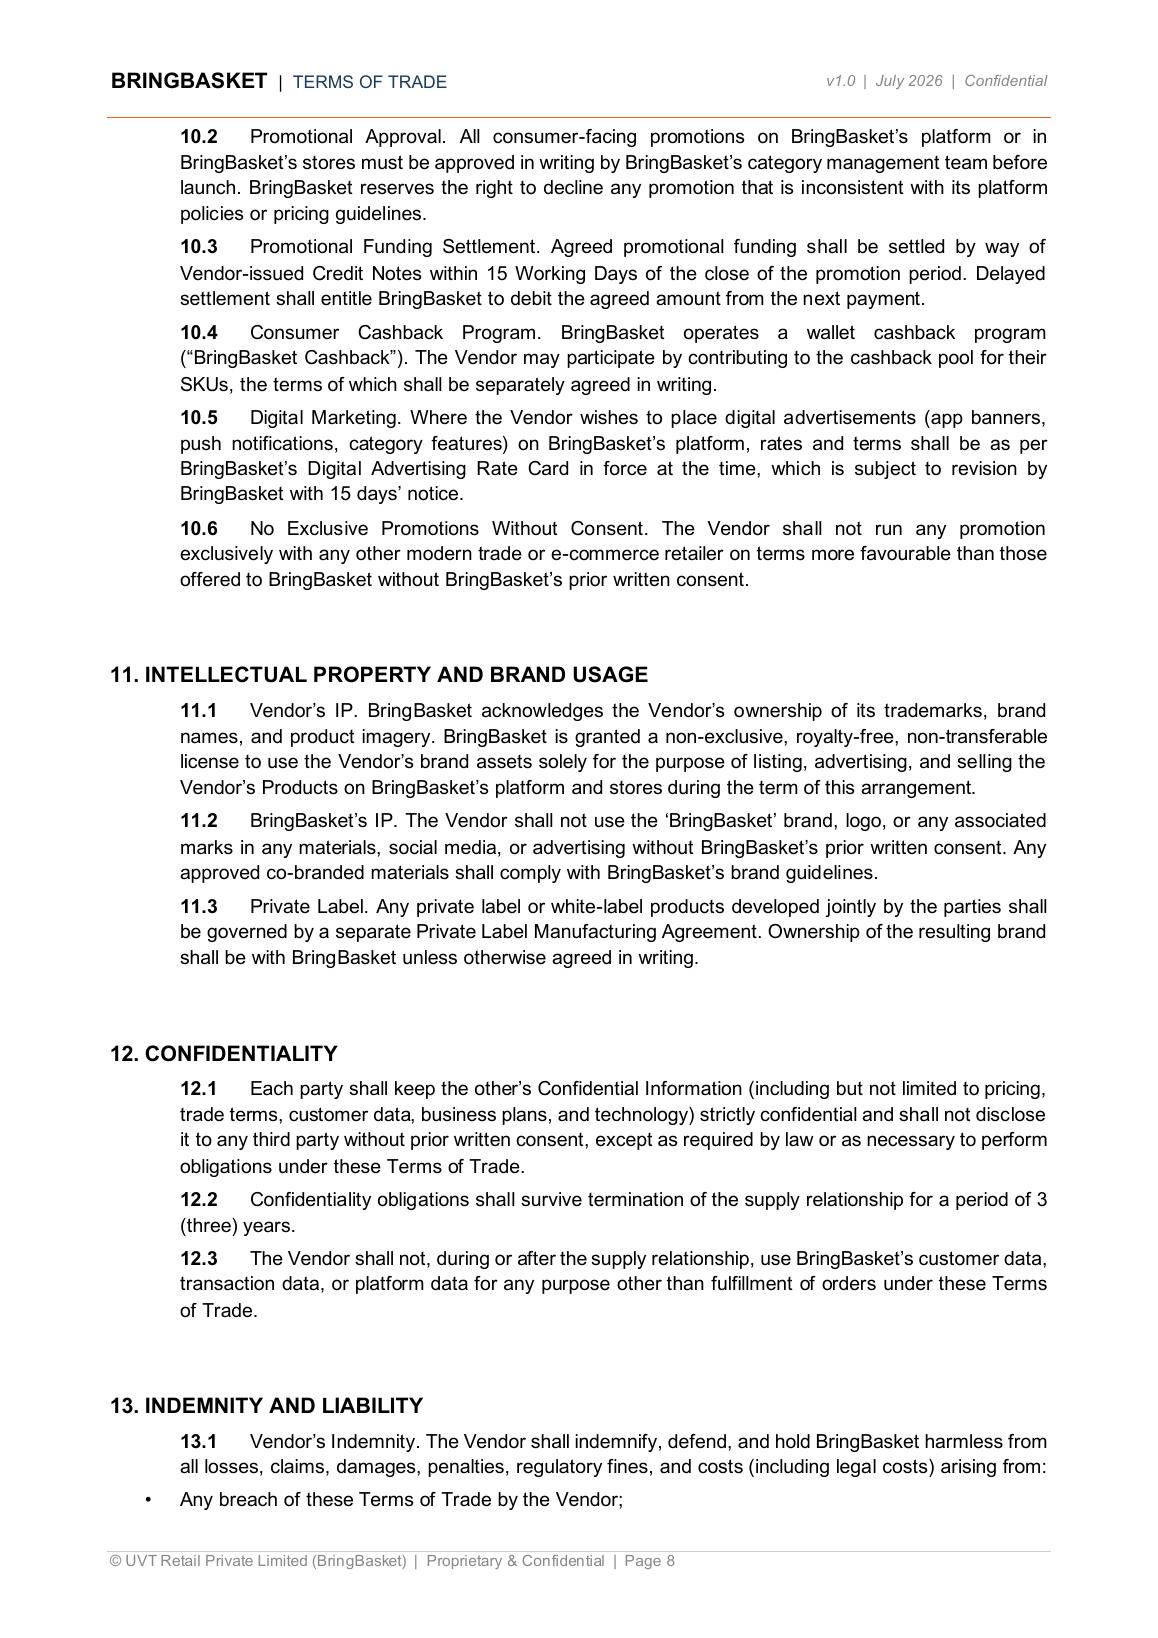 BRINGBASKET | TERMS OF TRADE
v1.0 | July 2026 | Confidential
10.2 Promotional Approval. All consumer-facing promotions on BringBasket’s platform or in
BringBasket’s stores must be approved in writing by BringBasket’s category management team before
launch. BringBasket reserves the right to decline any promotion that is inconsistent with its platform
policies or pricing guidelines.
10.3 Promotional Funding Settlement. Agreed promotional funding shall be settled by way of
Vendor-issued Credit Notes within 15 Working Days of the close of the promotion period. Delayed
settlement shall entitle BringBasket to debit the agreed amount from the next payment.
10.4 Consumer Cashback Program. BringBasket operates a wallet cashback program
(“BringBasket Cashback”). The Vendor may participate by contributing to the cashback pool for their
SKUs, the terms of which shall be separately agreed in writing.
10.5 Digital Marketing. Where the Vendor wishes to place digital advertisements (app banners,
push notifications, category features) on BringBasket’s platform, rates and terms shall be as per
BringBasket’s Digital Advertising Rate Card in force at the time, which is subject to revision by
BringBasket with 15 days’ notice.
10.6 No Exclusive Promotions Without Consent. The Vendor shall not run any promotion
exclusively with any other modern trade or e-commerce retailer on terms more favourable than those
offered to BringBasket without BringBasket’s prior written consent.
11. INTELLECTUAL PROPERTY AND BRAND USAGE
11.1 Vendor’s IP. BringBasket acknowledges the Vendor’s ownership of its trademarks, brand
names, and product imagery. BringBasket is granted a non-exclusive, royalty-free, non-transferable
license to use the Vendor’s brand assets solely for the purpose of listing, advertising, and selling the
Vendor’s Products on BringBasket’s platform and stores during the term of this arrangement.
11.2 BringBasket’s IP. The Vendor shall not use the ‘BringBasket’ brand, logo, or any associated
marks in any materials, social media, or advertising without BringBasket’s prior written consent. Any
approved co-branded materials shall comply with BringBasket’s brand guidelines.
11.3 Private Label. Any private label or white-label products developed jointly by the parties shall
be governed by a separate Private Label Manufacturing Agreement. Ownership of the resulting brand
shall be with BringBasket unless otherwise agreed in writing.
12. CONFIDENTIALITY
12.1 Each party shall keep the other’s Confidential Information (including but not limited to pricing,
trade terms, customer data, business plans, and technology) strictly confidential and shall not disclose
it to any third party without prior written consent, except as required by law or as necessary to perform
obligations under these Terms of Trade.
12.2 Confidentiality obligations shall survive termination of the supply relationship for a period of 3
(three) years.
12.3 The Vendor shall not, during or after the supply relationship, use BringBasket’s customer data,
transaction data, or platform data for any purpose other than fulfillment of orders under these Terms
of Trade.
13. INDEMNITY AND LIABILITY
13.1 Vendor’s Indemnity. The Vendor shall indemnify, defend, and hold BringBasket harmless from
all losses, claims, damages, penalties, regulatory fines, and costs (including legal costs) arising from:
• Any breach of these Terms of Trade by the Vendor;
© UVT Retail Private Limited (BringBasket) | Proprietary & Confidential | Page 8